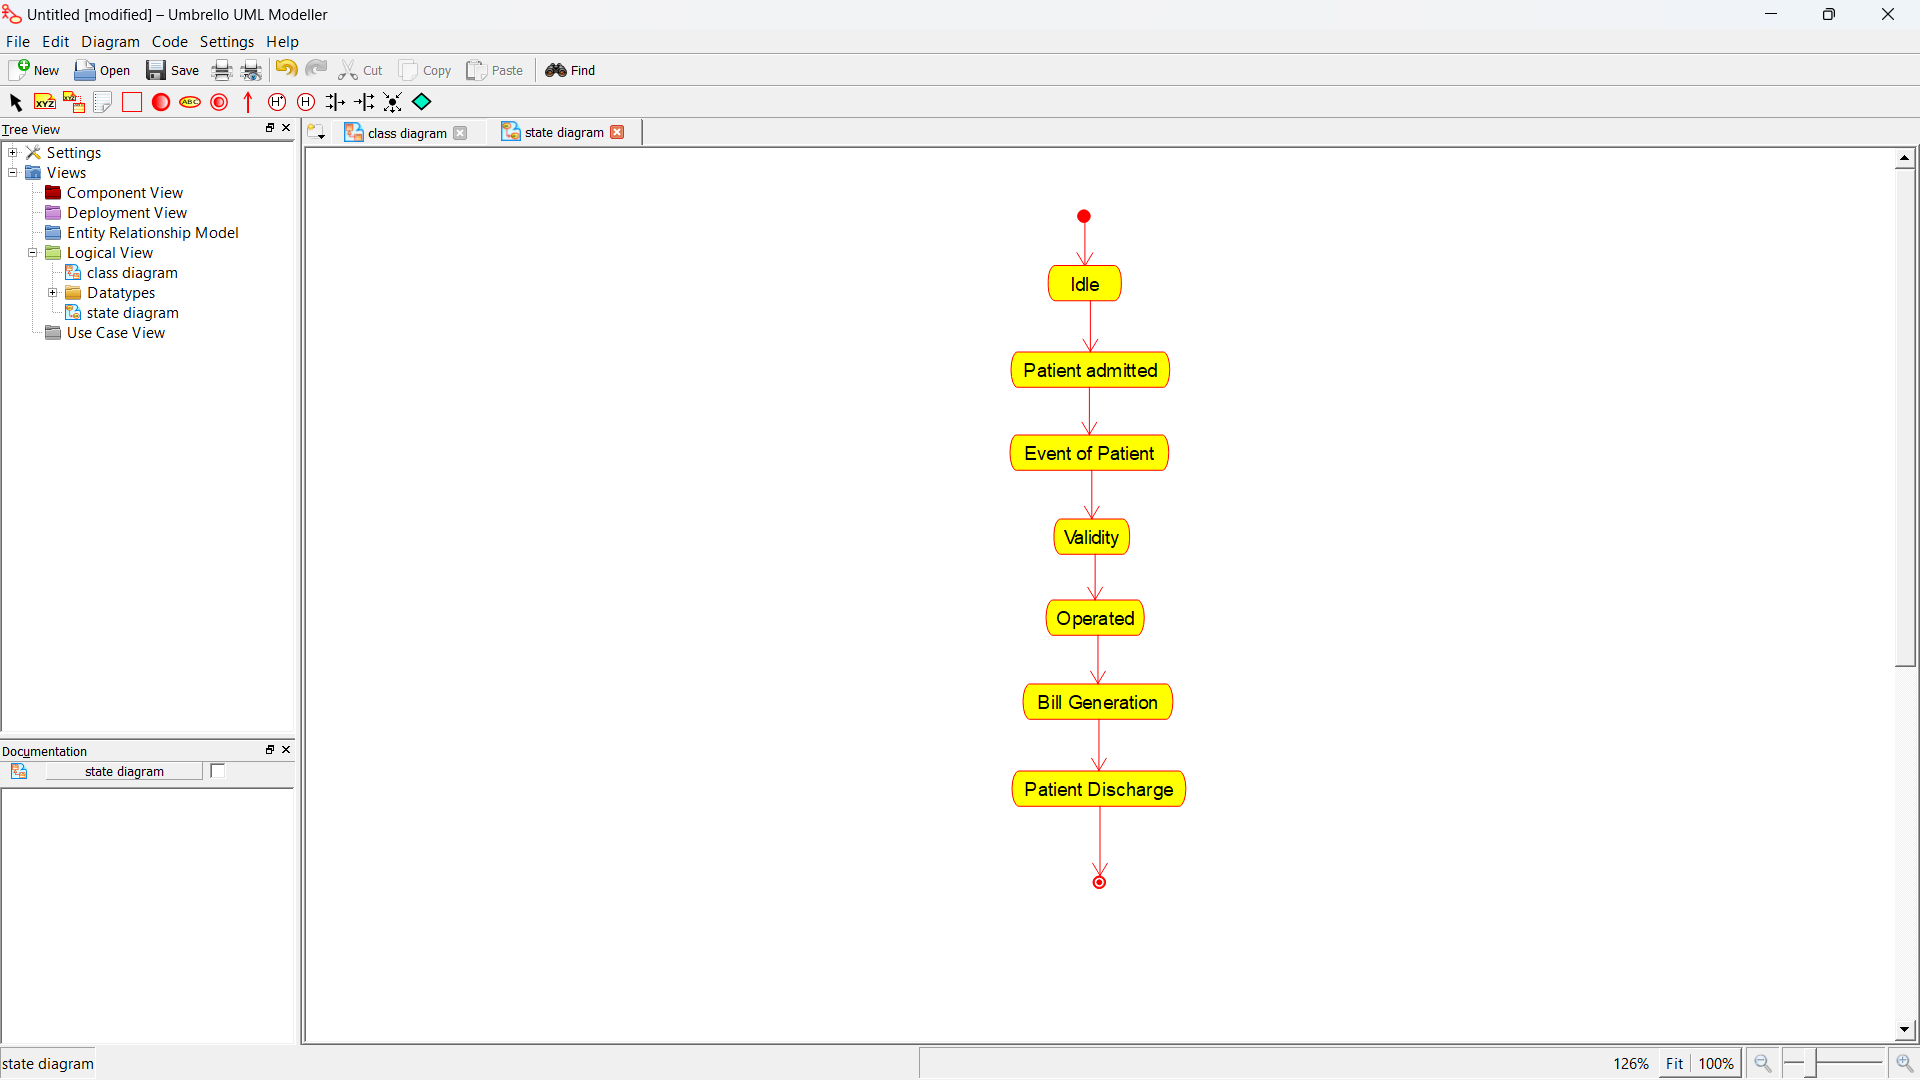 Untitled [modified] – Umbrello UML Modeller
File Edit Diagram Code Settings Help
New Open Save Cut Copy Paste Find
XYZ XYZ ABC H* H
Tree View
class diagram
state diagram
Settings
Views
Component View
Deployment View
Entity Relationship Model
Logical View
class diagram
Datatypes
state diagram
Use Case View
Idle
Patient admitted
Event of Patient
Validity
Operated
Bill Generation
Patient Discharge
Documentation
state diagram
state diagram
126% Fit 100%